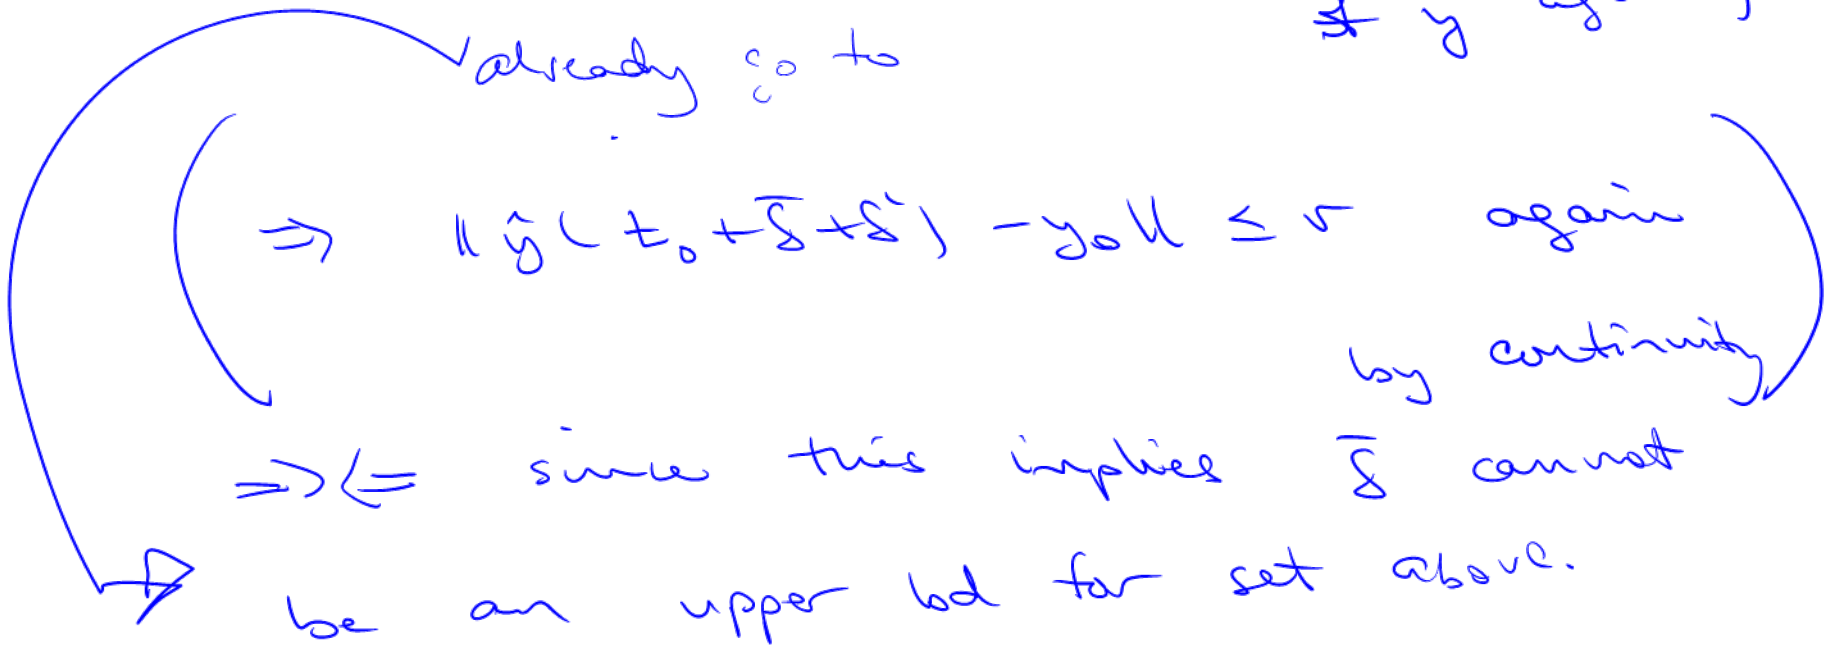 y
already go to
⇒ ‖ŷ(t₀+δ̄+δ̂) - y₀‖ ≤ r again
by continuity
⇒⇐ since this implies δ̄ cannot
be an upper bd for set above.